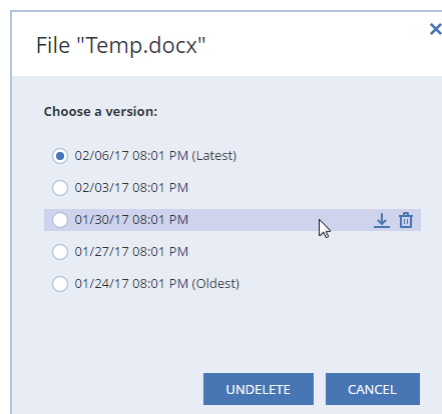 File "Temp.docx"
Choose a version:
02/06/17 08:01 PM (Latest)
02/03/17 08:01 PM
01/30/17 08:01 PM
01/27/17 08:01 PM
01/24/17 08:01 PM (Oldest)
UNDELETE CANCEL